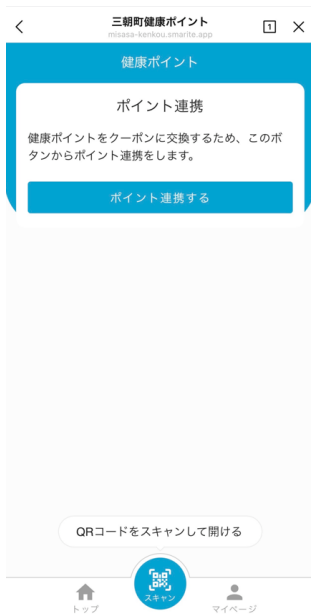 三朝町健康ポイント
misasa-kenkou.smarite.app
1
健康ポイント
ポイント連携
健康ポイントをクーポンに交換するため、このボ
タンからポイント連携をします。
ポイント連携する
QRコードをスキャンして開ける
トップ
スキャン
マイページ